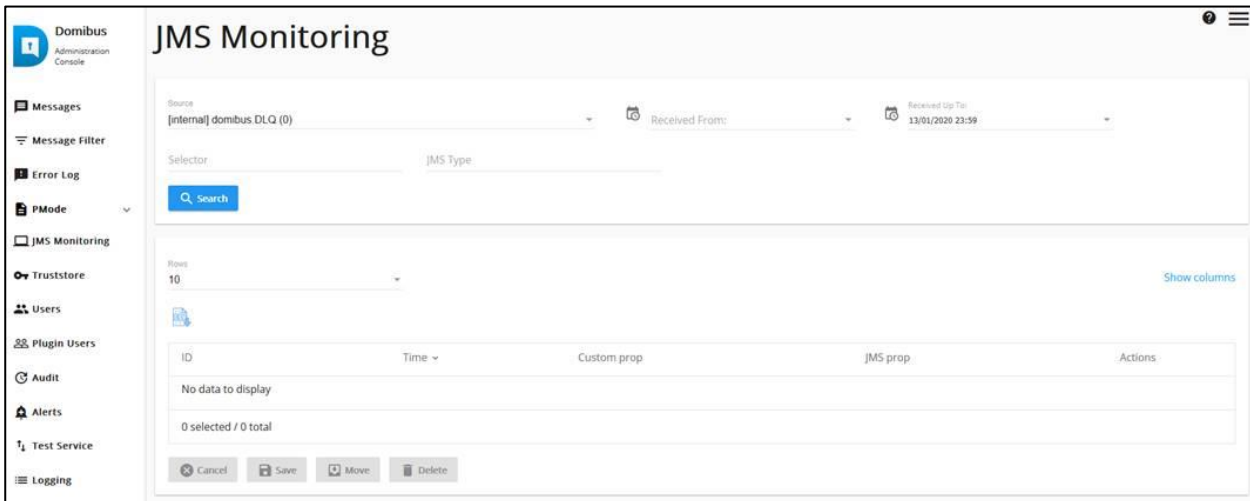 Domibus
Administration
Console
Messages
Message Filter
Error Log
PMode
JMS Monitoring
Truststore
Users
Plugin Users
Audit
Alerts
Test Service
Logging
JMS Monitoring
Source
[internal] domibus.DLQ (0)
Received From:
Received Up To:
13/01/2020 23:59
Selector
JMS Type
Search
Rows
10
Show columns
ID Time Custom prop JMS prop Actions
No data to display
0 selected / 0 total
Cancel Save Move Delete